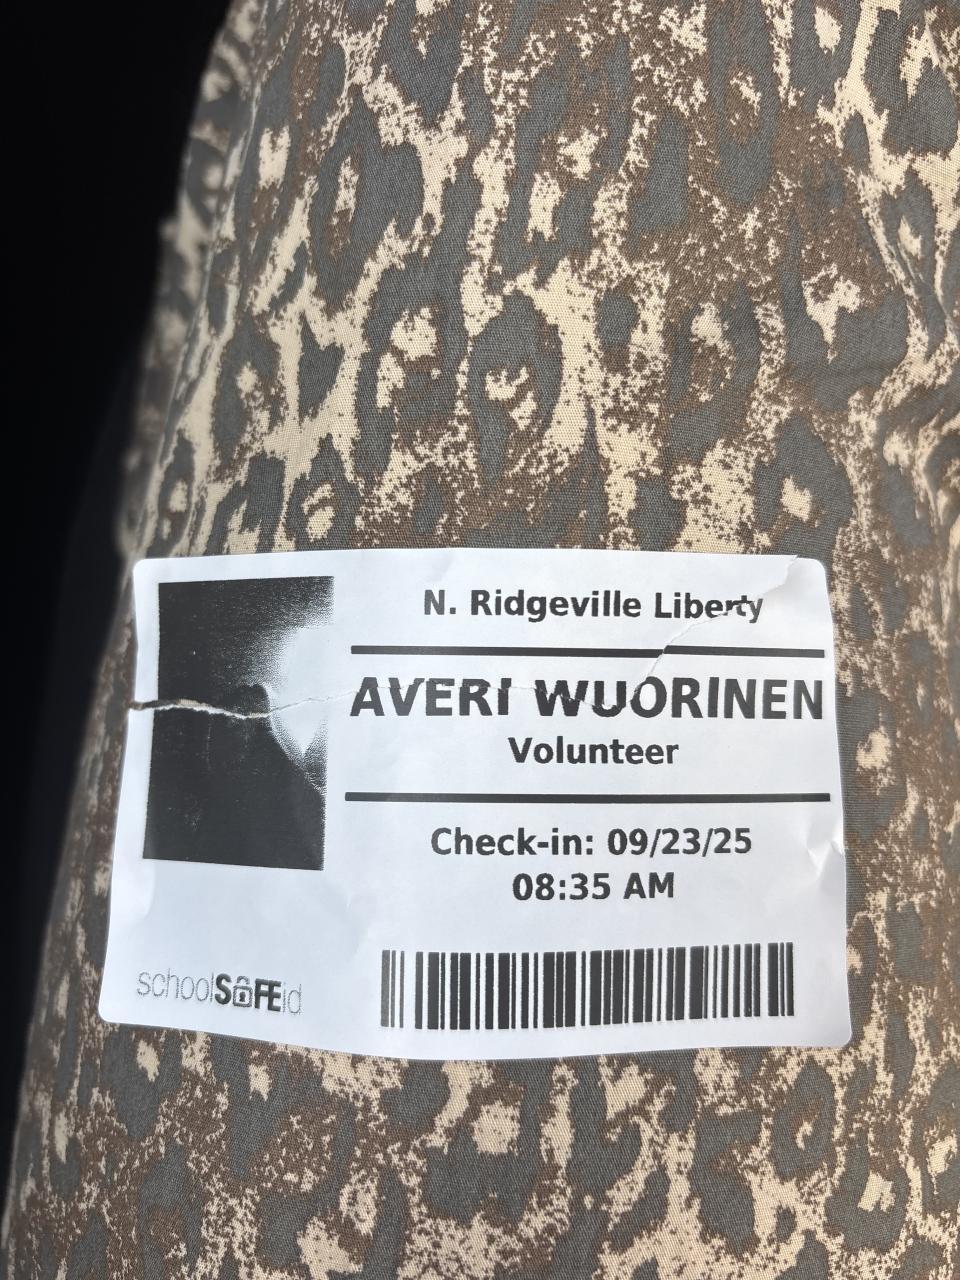 N. Ridgeville Liberty
AVERI WUORINEN
Volunteer
Check-in: 09/23/25
08:35 AM
schoolSAFEid